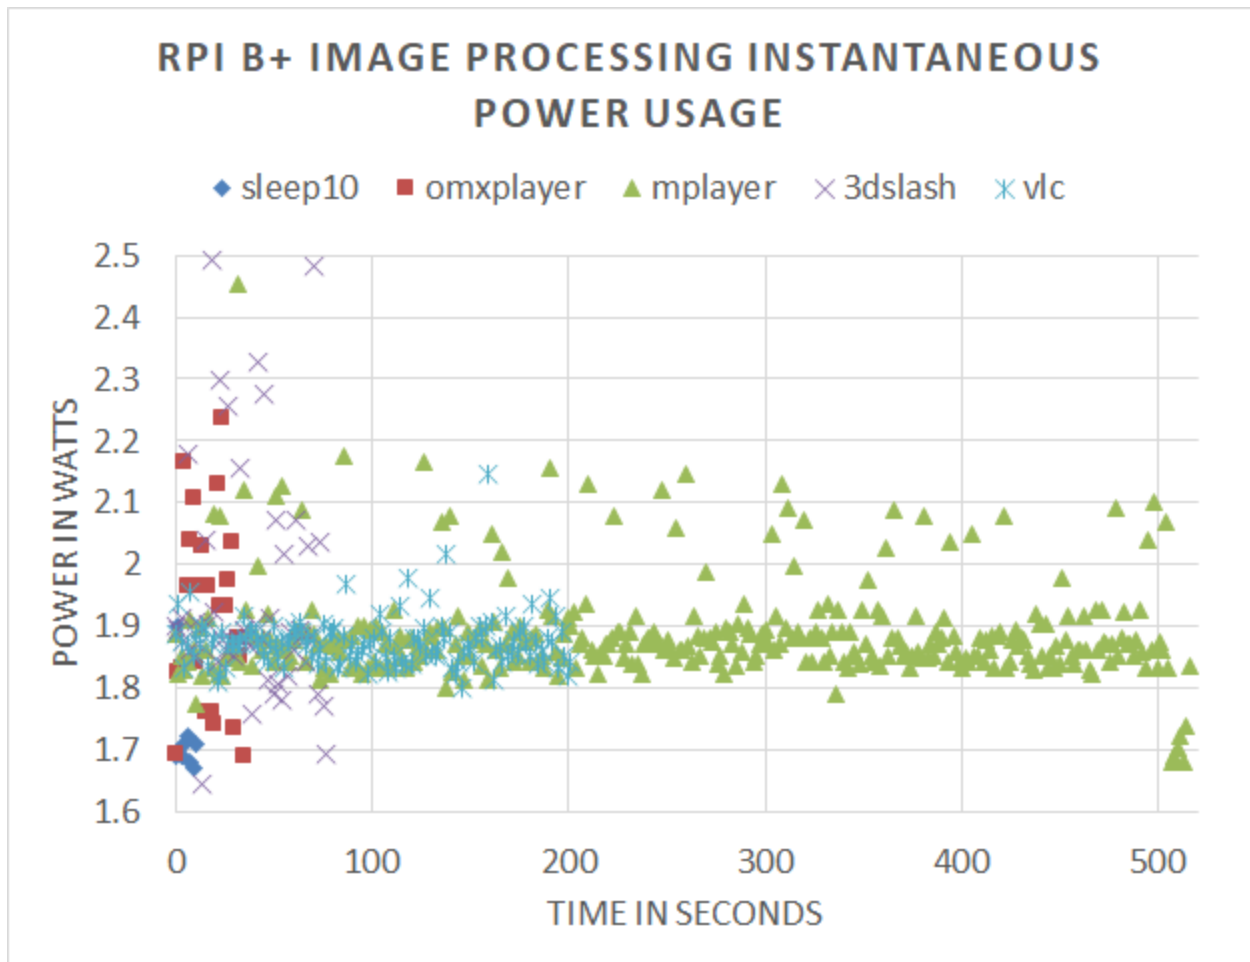 RPI B+ IMAGE PROCESSING INSTANTANEOUS
POWER USAGE
sleep10 omxplayer mplayer 3dslash vlc
2.5
2.4
2.3
2.2
2.1
2
1.9
1.8
1.7
1.6
POWER IN WATTS
0 100 200 300 400 500
TIME IN SECONDS